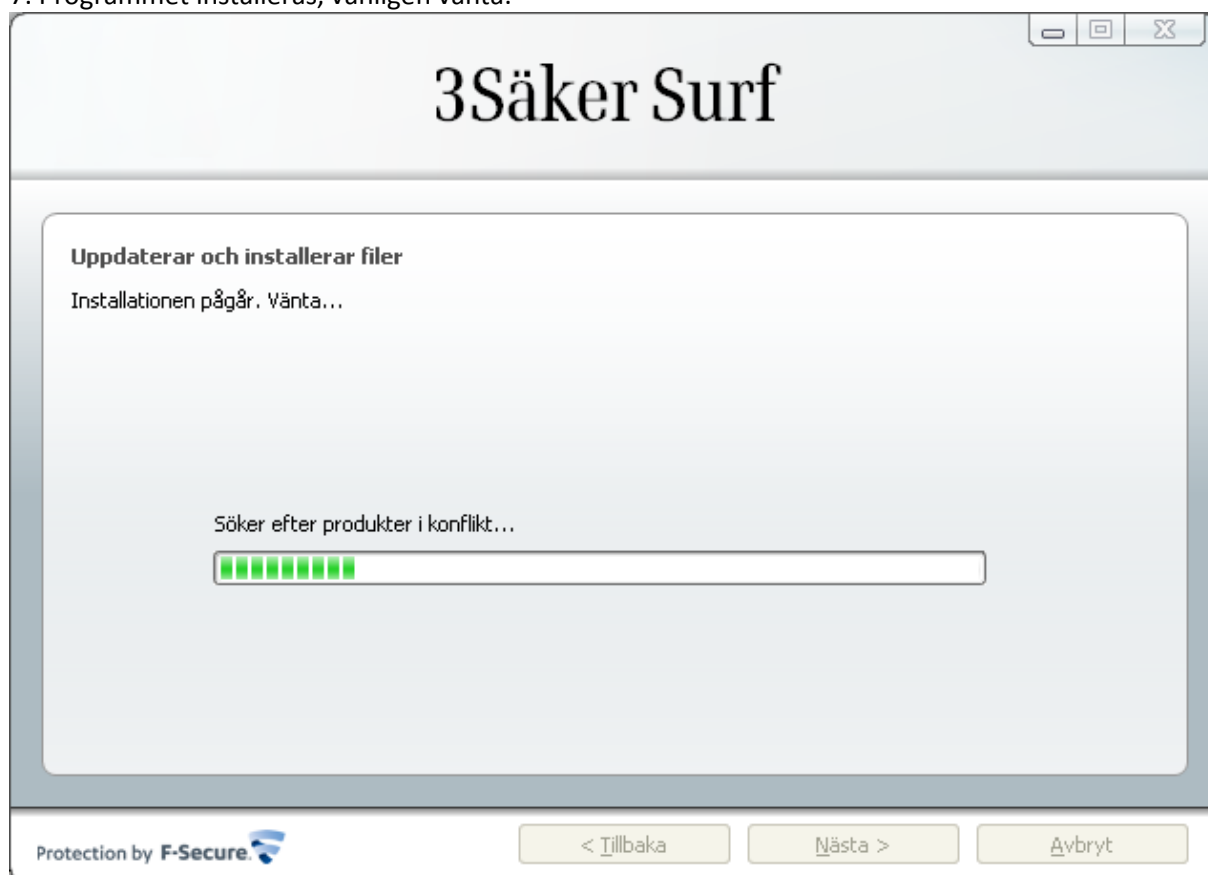 7. Programmet installeras, vänligen vänta.
3Säker Surf
Uppdaterar och installerar filer
Installationen pågår. Vänta...
Söker efter produkter i konflikt...
Protection by F-Secure.
< Tillbaka
Nästa >
Avbryt